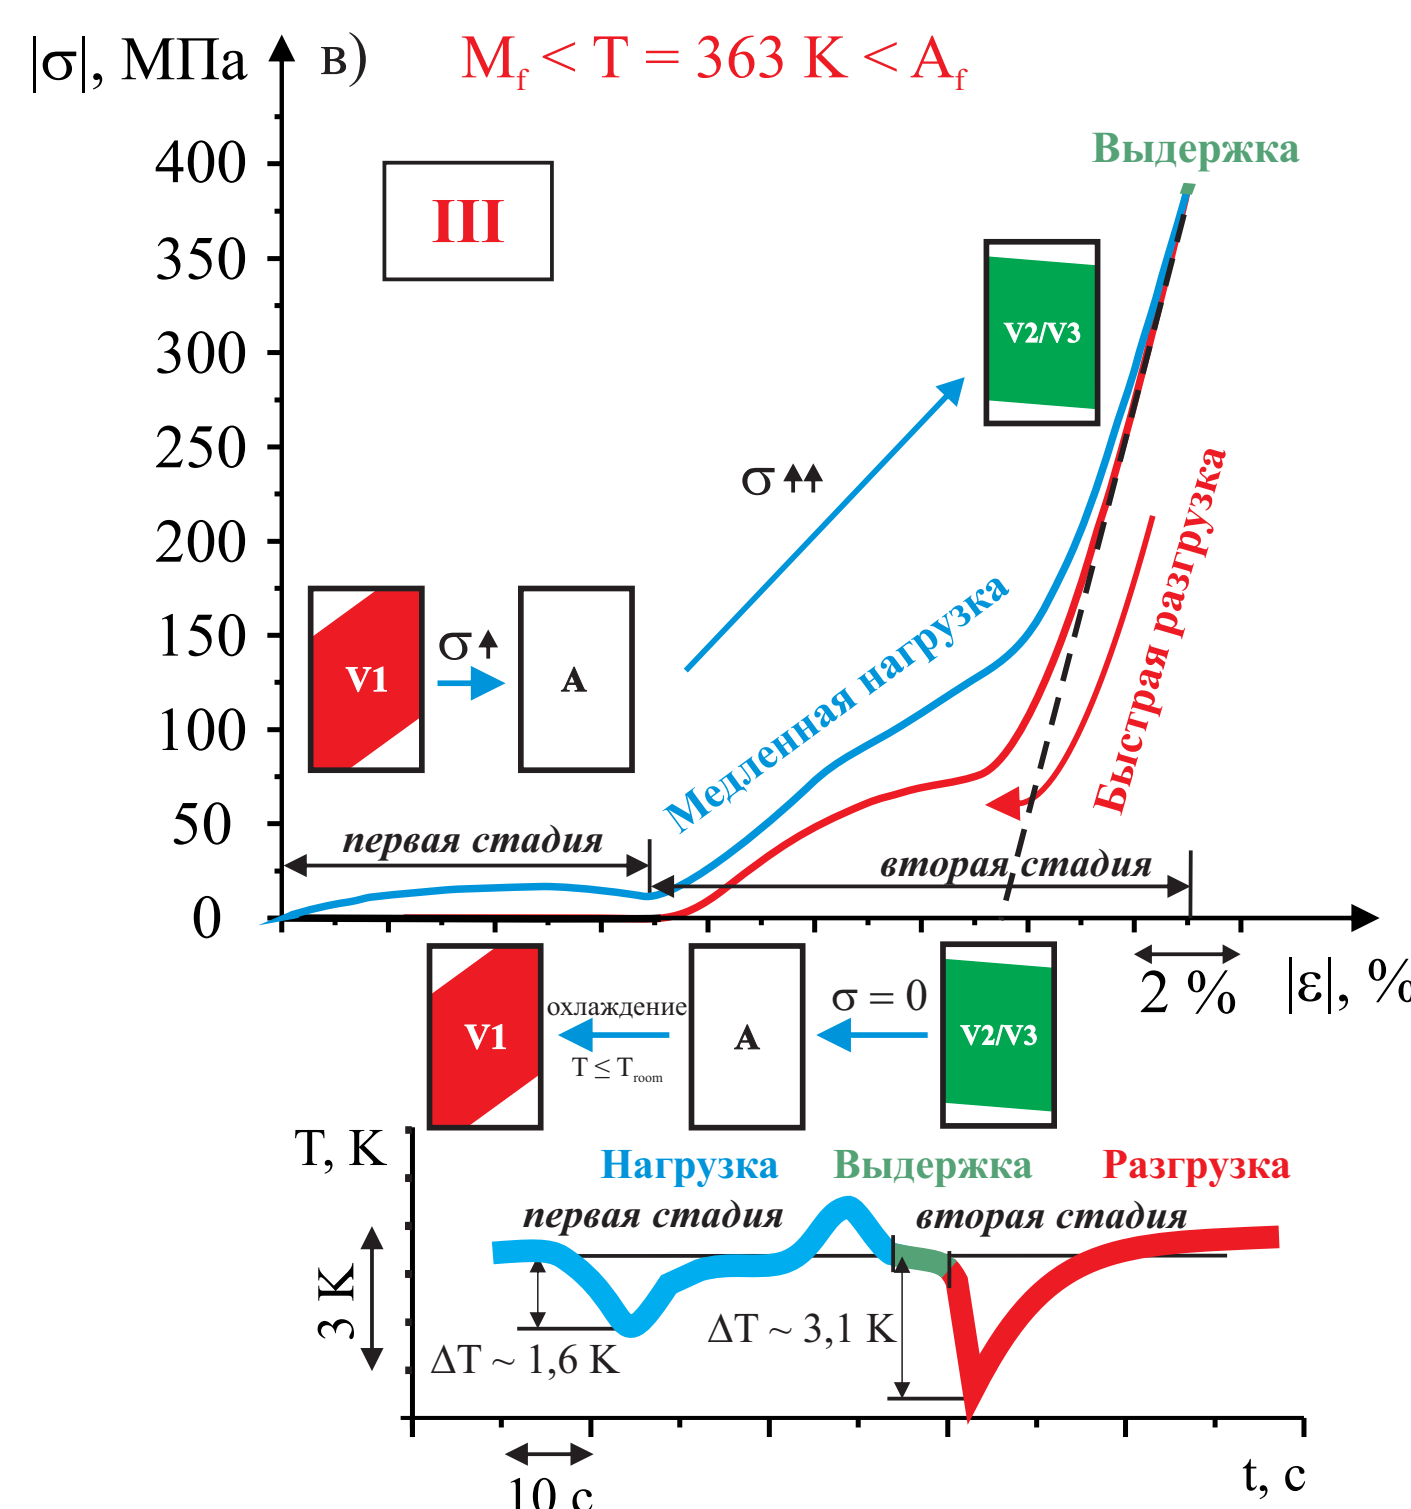 |σ|, МПа
в)
M_f < T = 363 K < A_f
400
350
300
250
200
150
100
50
0
III
Выдержка
V2/V3
σ
V1
σ
A
Медленная нагрузка
Быстрая разгрузка
первая стадия
вторая стадия
2 %
|ε|, %
V1
охлаждение
T ≤ T_room
A
σ = 0
V2/V3
T, K
Нагрузка
Выдержка
Разгрузка
первая стадия
вторая стадия
3 K
ΔT ~ 1,6 K
ΔT ~ 3,1 K
10 с
t, с